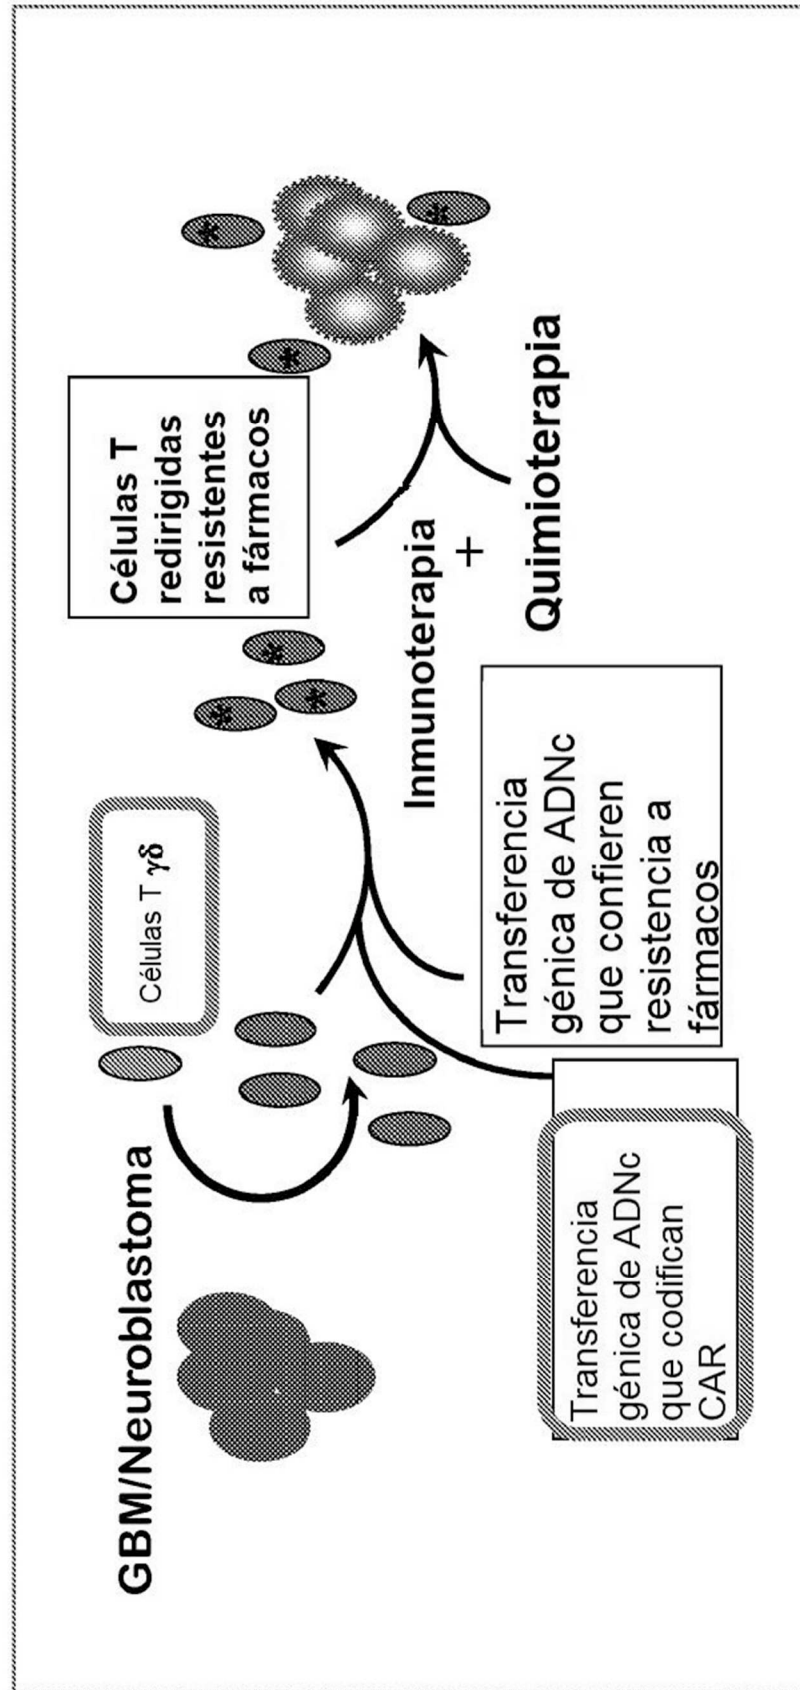 GBM/Neuroblastoma
Células T γδ
Células T
redirigidas
resistentes
a fármacos
Transferencia
génica de ADNc
que codifican
CAR
Transferencia
génica de ADNc
que confieren
resistencia a
fármacos
Inmunoterapia
+
Quimioterapia